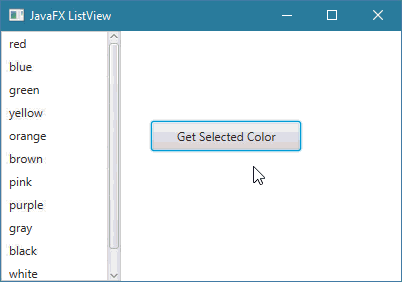 JavaFX ListView
red
blue
green
yellow
orange
brown
pink
purple
gray
black
white
Get Selected Color